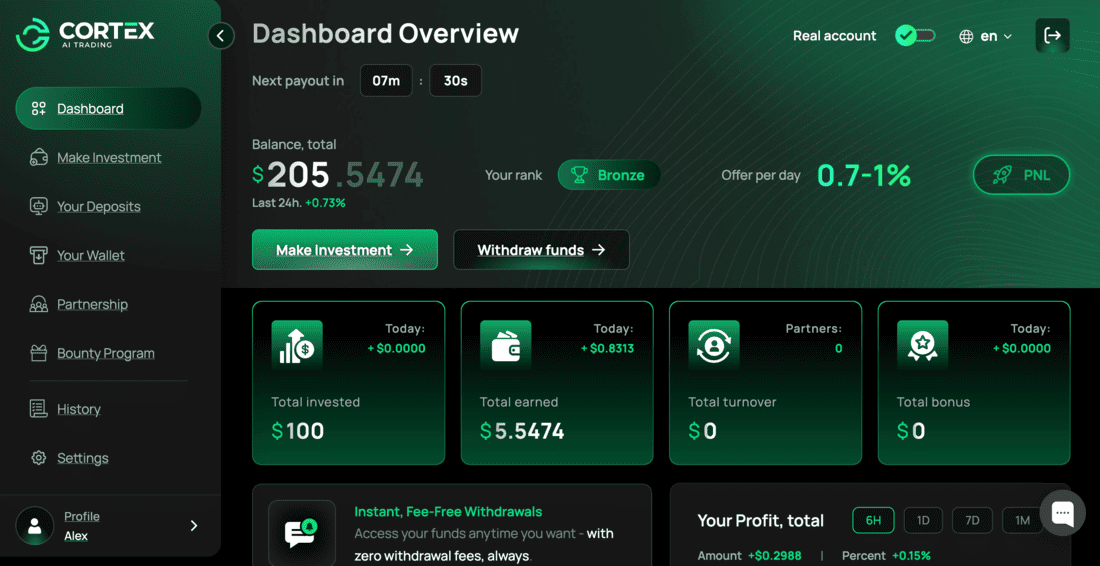 CORTEX
AI TRADING
Dashboard
Make Investment
Your Deposits
Your Wallet
Partnership
Bounty Program
History
Settings
Profile
Alex
Dashboard Overview
Real account
en
Next payout in 07m : 30s
Balance, total
$205.5474
Last 24h. +0.73%
Your rank Bronze
Offer per day 0.7-1%
PNL
Make Investment →
Withdraw funds →
Today:
+ $0.0000
Total invested
$100
Today:
+ $0.8313
Total earned
$5.5474
Partners:
0
Total turnover
$0
Today:
+ $0.0000
Total bonus
$0
Instant, Fee-Free Withdrawals
Access your funds anytime you want - with
zero withdrawal fees, always
Your Profit, total
6H 1D 7D 1M
Amount +$0.2988 | Percent +0.15%